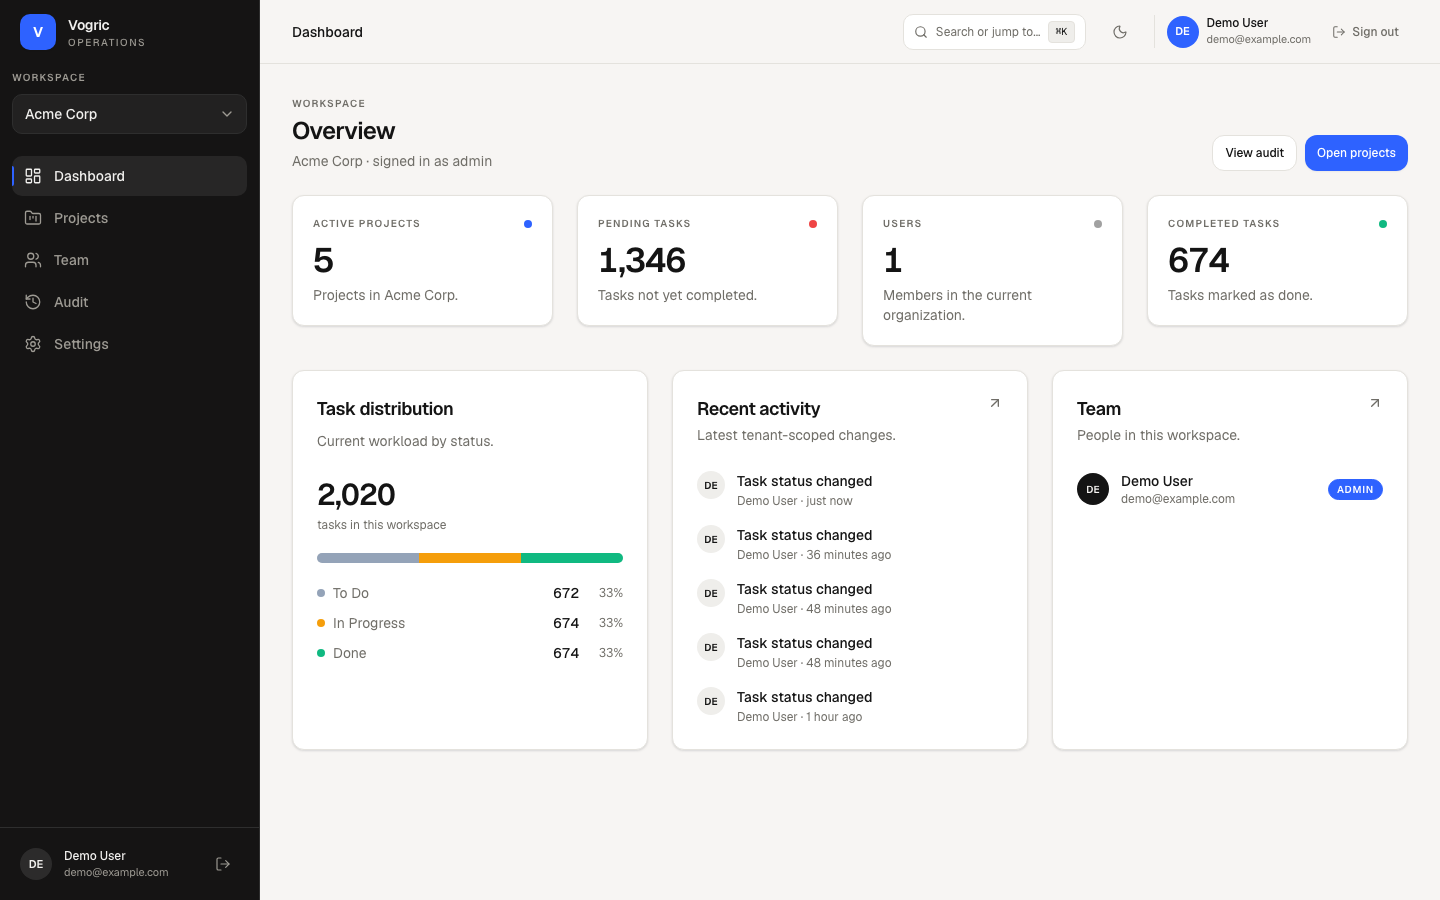 V
Vogric
OPERATIONS
WORKSPACE
Acme Corp
Dashboard
Projects
Team
Audit
Settings
DE
Demo User
demo@example.com
Dashboard
Search or jump to...
⌘K
DE
Demo User
demo@example.com
Sign out
WORKSPACE
Overview
Acme Corp · signed in as admin
View audit
Open projects
ACTIVE PROJECTS
5
Projects in Acme Corp.
PENDING TASKS
1,346
Tasks not yet completed.
USERS
1
Members in the current
organization.
COMPLETED TASKS
674
Tasks marked as done.
Task distribution
Current workload by status.
2,020
tasks in this workspace
To Do 672 33%
In Progress 674 33%
Done 674 33%
Recent activity
Latest tenant-scoped changes.
DE
Task status changed
Demo User · just now
DE
Task status changed
Demo User · 36 minutes ago
DE
Task status changed
Demo User · 48 minutes ago
DE
Task status changed
Demo User · 48 minutes ago
DE
Task status changed
Demo User · 1 hour ago
Team
People in this workspace.
DE
Demo User
demo@example.com
ADMIN